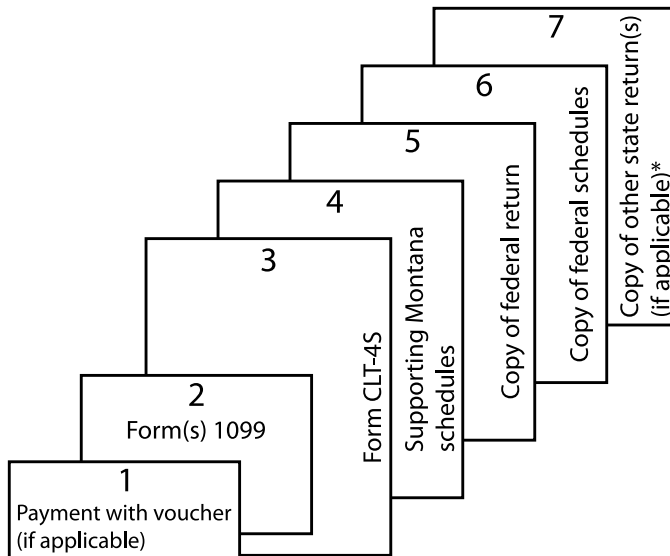 1
Payment with voucher
(if applicable)
2
Form(s) 1099
3
Form CLT-4S
4
Supporting Montana
schedules
5
Copy of federal return
6
Copy of federal schedules
7
Copy of other state return(s)
(if applicable)*